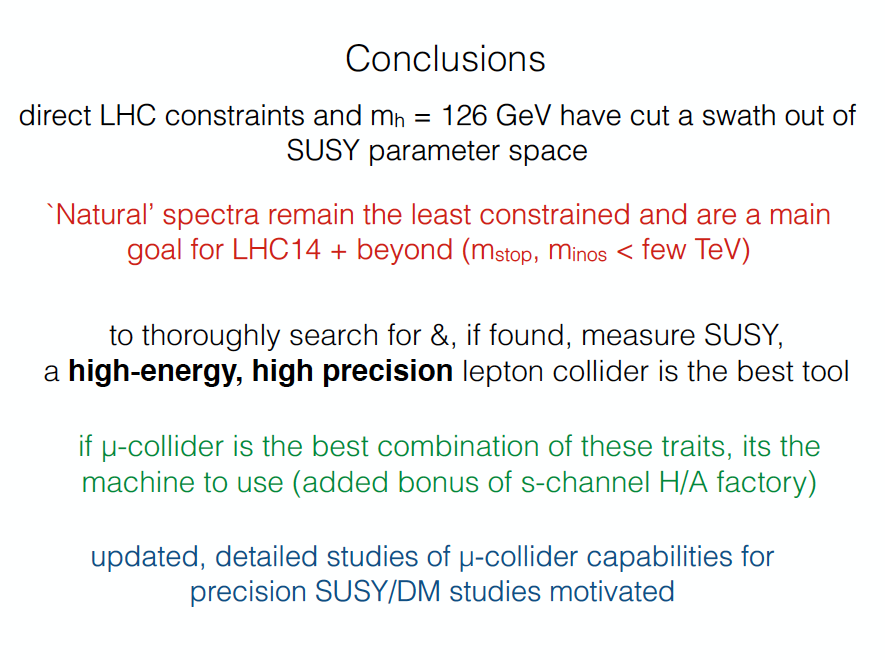 Conclusions
direct LHC constraints and mh = 126 GeV have cut a swath out of
SUSY parameter space
`Natural’ spectra remain the least constrained and are a main
goal for LHC14 + beyond (mstop, minos < few TeV)
to thoroughly search for &, if found, measure SUSY,
a high-energy, high precision lepton collider is the best tool
if μ-collider is the best combination of these traits, its the
machine to use (added bonus of s-channel H/A factory)
updated, detailed studies of μ-collider capabilities for
precision SUSY/DM studies motivated